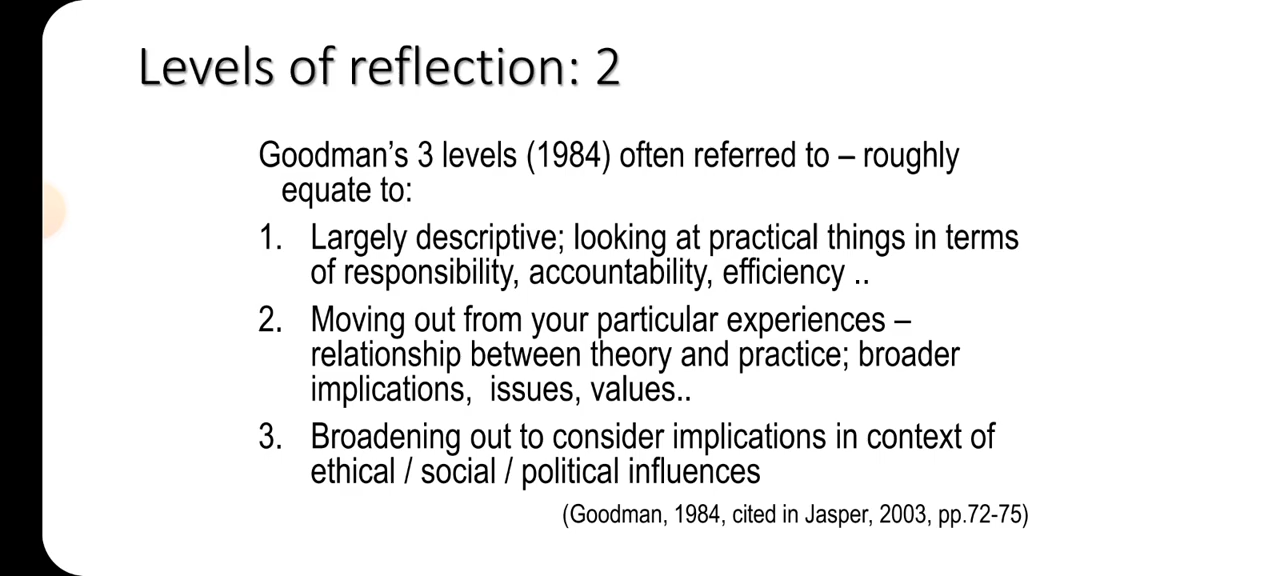 Levels of reflection: 2
Goodman’s 3 levels (1984) often referred to – roughly
equate to:
1. Largely descriptive; looking at practical things in terms
of responsibility, accountability, efficiency ..
2. Moving out from your particular experiences –
relationship between theory and practice; broader
implications,  issues, values..
3. Broadening out to consider implications in context of
ethical / social / political influences
(Goodman, 1984, cited in Jasper, 2003, pp.72-75)